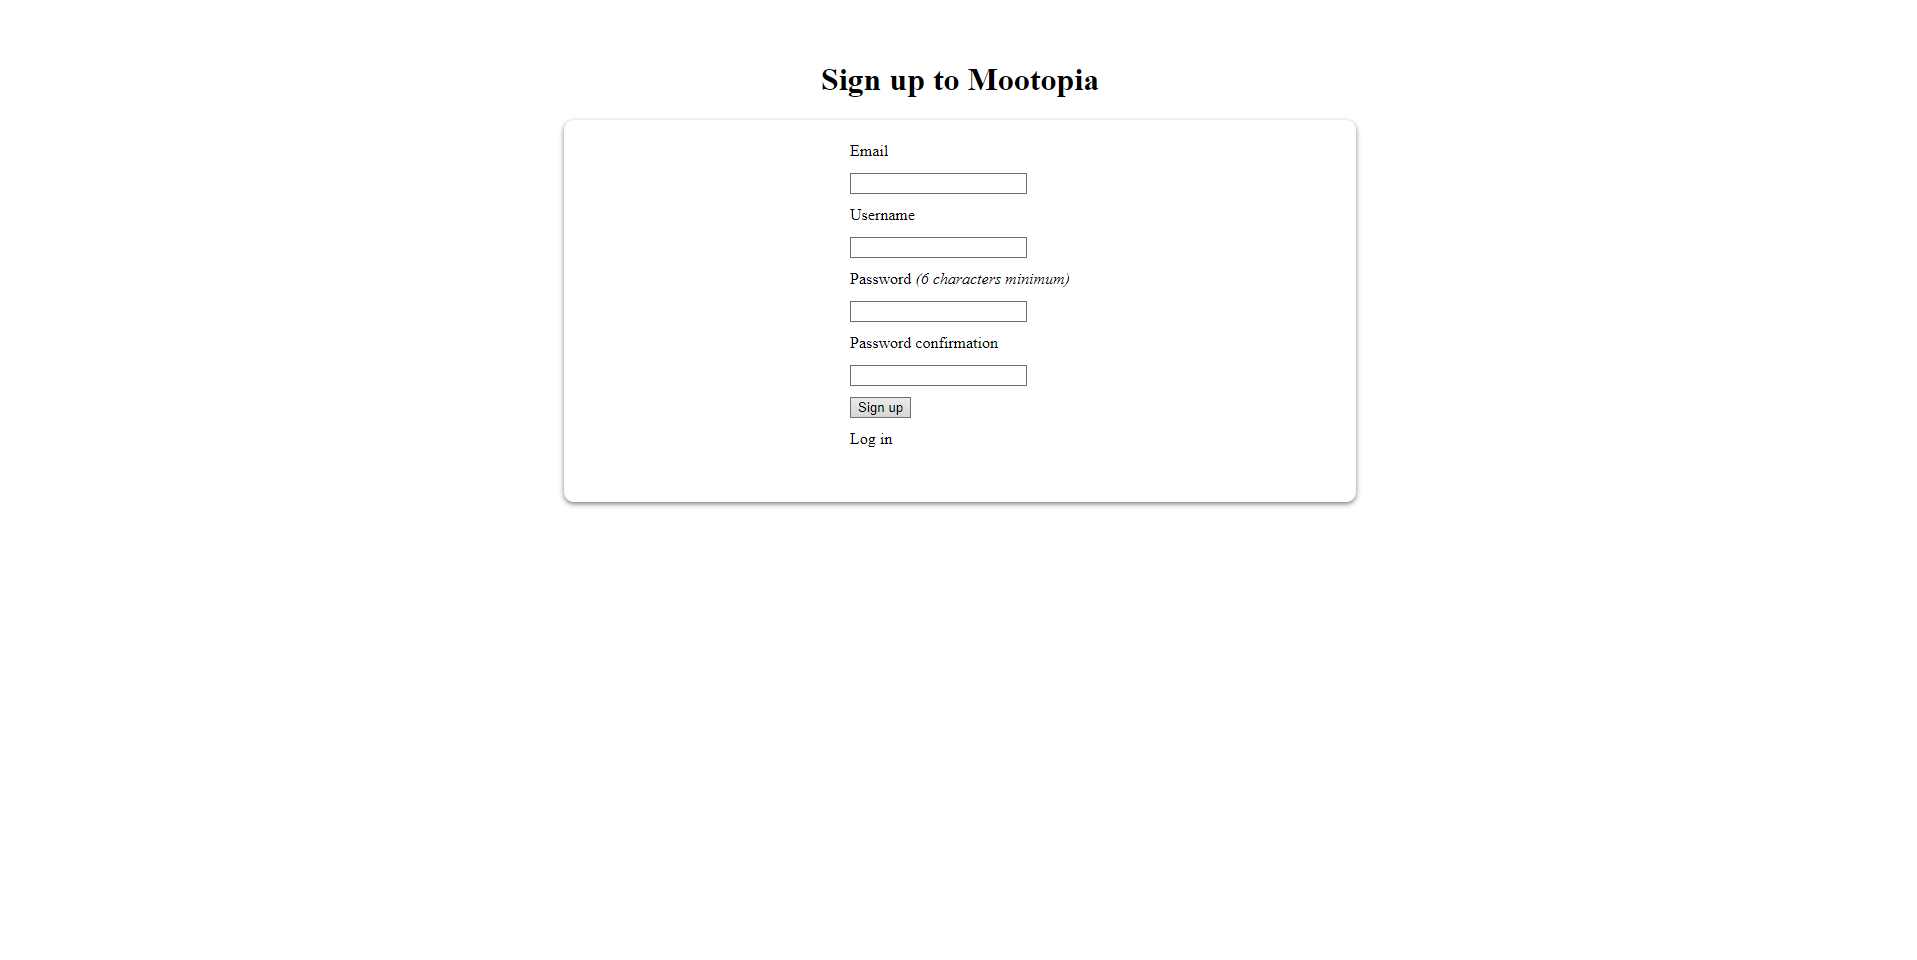 Sign up to Mootopia
Email
Username
Password (6 characters minimum)
Password confirmation
Sign up
Log in